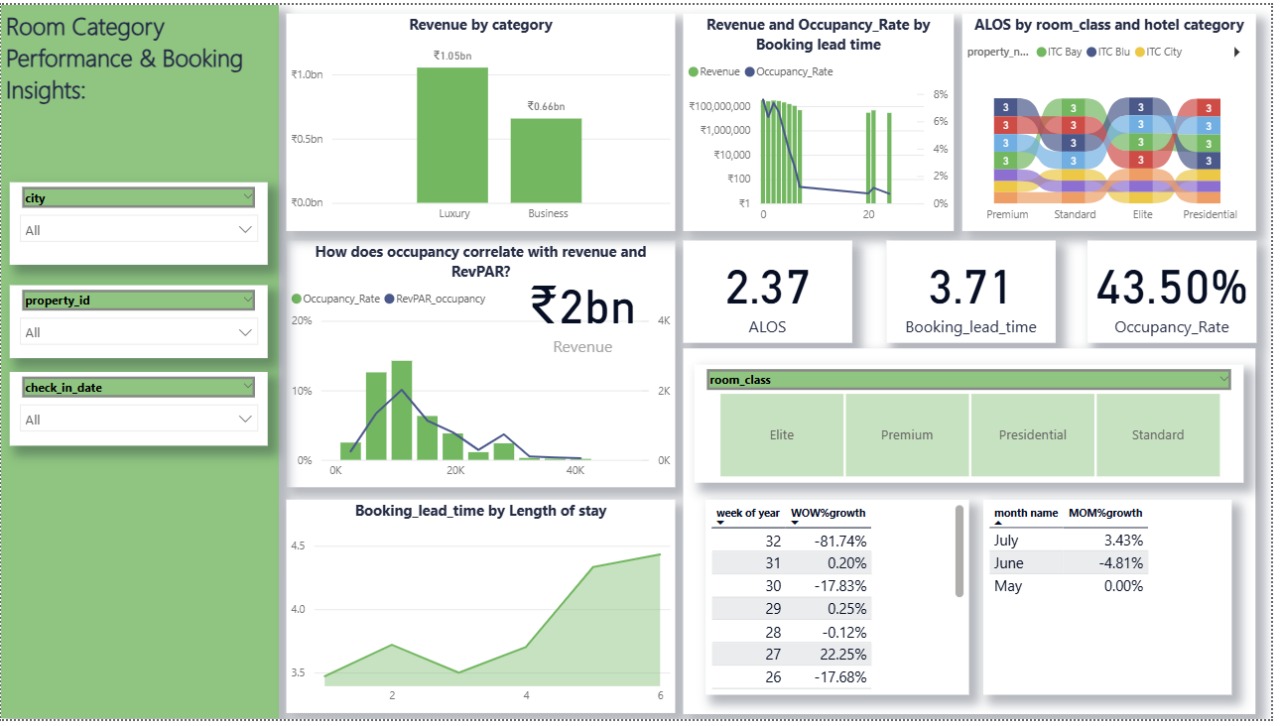 Room Category
Performance & Booking
Insights:
city
All
property_id
All
check_in_date
All
Revenue by category
₹1.0bn
₹0.5bn
₹0.0bn
₹1.05bn
₹0.66bn
Luxury
Business
Revenue and Occupancy_Rate by
Booking lead time
Revenue
Occupancy_Rate
₹100,000,000
₹1,000,000
₹10,000
₹100
₹1
8%
6%
4%
2%
0%
0
20
ALOS by room_class and hotel category
property_n...
ITC Bay
ITC Blu
ITC City
3 3 3 3
3 3 3 3
3 3 3 3
3 3 3 3
Premium
Standard
Elite
Presidential
How does occupancy correlate with revenue and
RevPAR?
Occupancy_Rate
RevPAR_occupancy
₹2bn
Revenue
20%
10%
0%
4K
2K
0K
0K
20K
40K
2.37
ALOS
3.71
Booking_lead_time
43.50%
Occupancy_Rate
room_class
Elite
Premium
Presidential
Standard
Booking_lead_time by Length of stay
4.5
4.0
3.5
2
4
6
week of year WOW%growth
32 -81.74%
31 0.20%
30 -17.83%
29 0.25%
28 -0.12%
27 22.25%
26 -17.68%
month name MOM%growth
July 3.43%
June -4.81%
May 0.00%